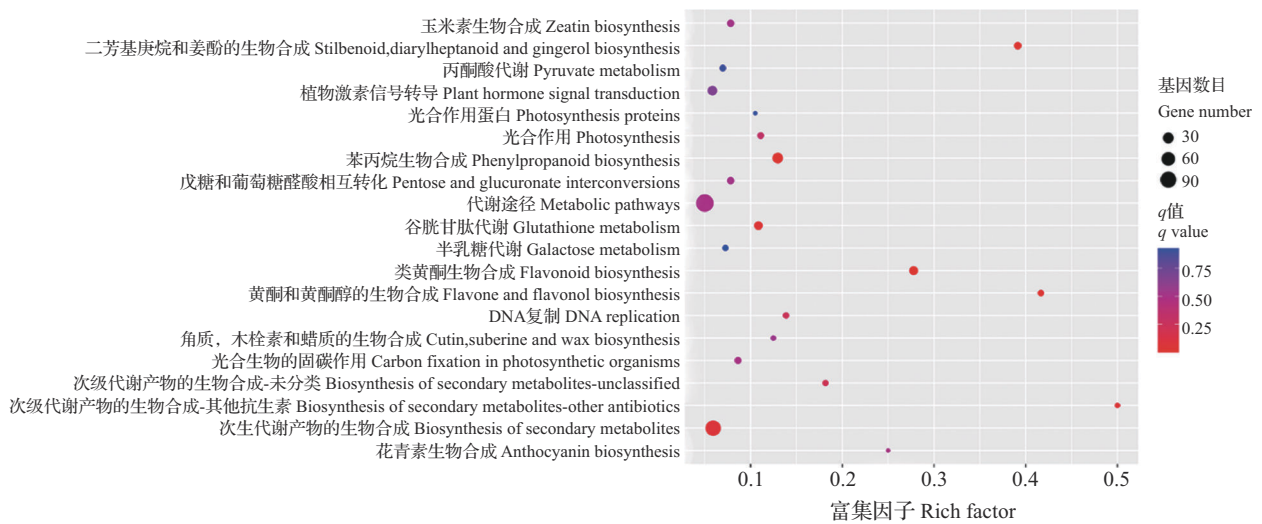 玉米素生物合成 Zeatin biosynthesis
二芳基庚烷和姜酚的生物合成 Stilbenoid,diarylheptanoid and gingerol biosynthesis
丙酮酸代谢 Pyruvate metabolism
植物激素信号转导 Plant hormone signal transduction
光合作用蛋白 Photosynthesis proteins
光合作用 Photosynthesis
苯丙烷生物合成 Phenylpropanoid biosynthesis
戊糖和葡萄糖醛酸相互转化 Pentose and glucuronate interconversions
代谢途径 Metabolic pathways
谷胱甘肽代谢 Glutathione metabolism
半乳糖代谢 Galactose metabolism
类黄酮生物合成 Flavonoid biosynthesis
黄酮和黄酮醇的生物合成 Flavone and flavonol biosynthesis
DNA复制 DNA replication
角质，木栓素和蜡质的生物合成 Cutin,suberine and wax biosynthesis
光合生物的固碳作用 Carbon fixation in photosynthetic organisms
次级代谢产物的生物合成-未分类 Biosynthesis of secondary metabolites-unclassified
次级代谢产物的生物合成-其他抗生素 Biosynthesis of secondary metabolites-other antibiotics
次生代谢产物的生物合成 Biosynthesis of secondary metabolites
花青素生物合成 Anthocyanin biosynthesis
0.1 0.2 0.3 0.4 0.5
富集因子 Rich factor
基因数目
Gene number
30
60
90
q值
q value
0.75
0.50
0.25